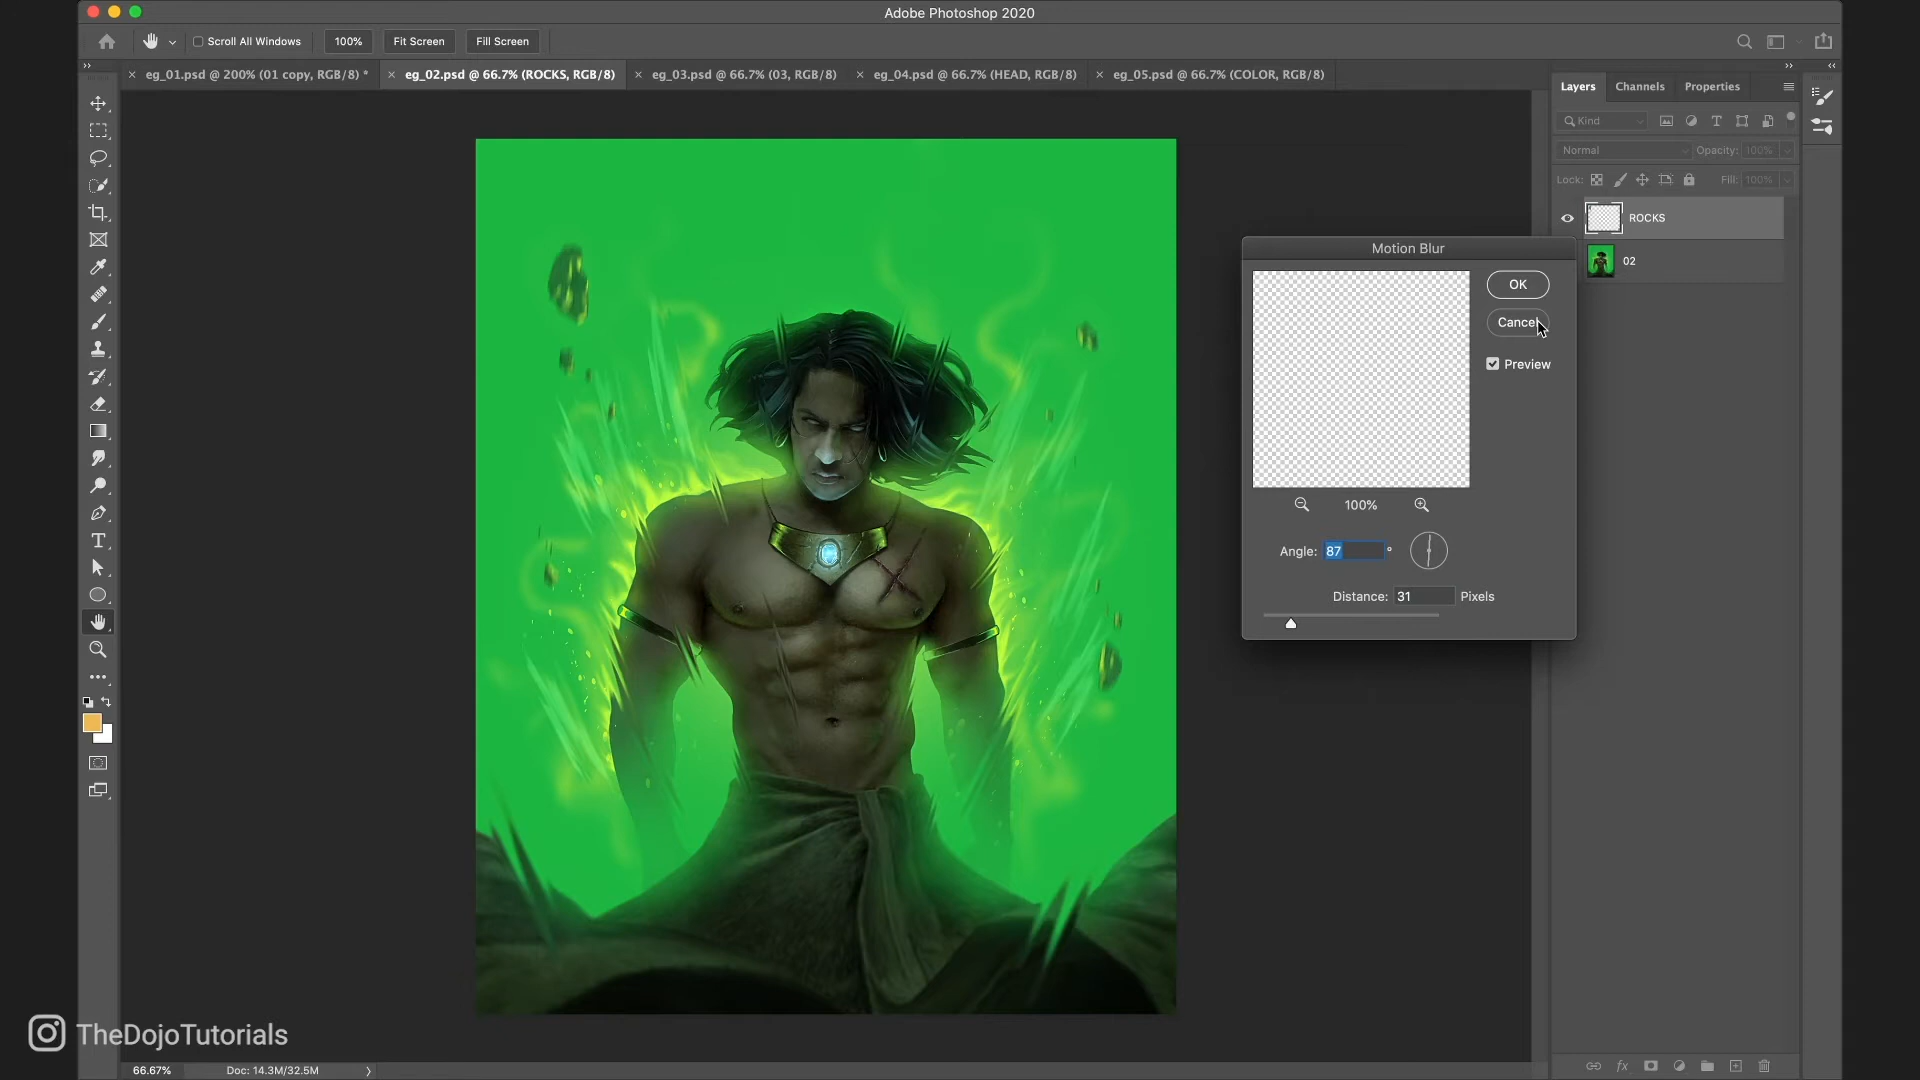 Adobe Photoshop 2020
Scroll All Windows 100% Fit Screen Fill Screen
eg_01.psd @ 200% (01 copy, RGB/8) *
eg_02.psd @ 66.7% (ROCKS, RGB/8)
eg_03.psd @ 66.7% (03, RGB/8)
eg_04.psd @ 66.7% (HEAD, RGB/8)
eg_05.psd @ 66.7% (COLOR, RGB/8)
Layers Channels Properties
Kind
Normal Opacity: 100%
Lock: Fill: 100%
ROCKS
02
Motion Blur
OK
Cancel
Preview
100%
Angle: 87 °
Distance: 31 Pixels
TheDojoTutorials
66.67% Doc: 14.3M/32.5M